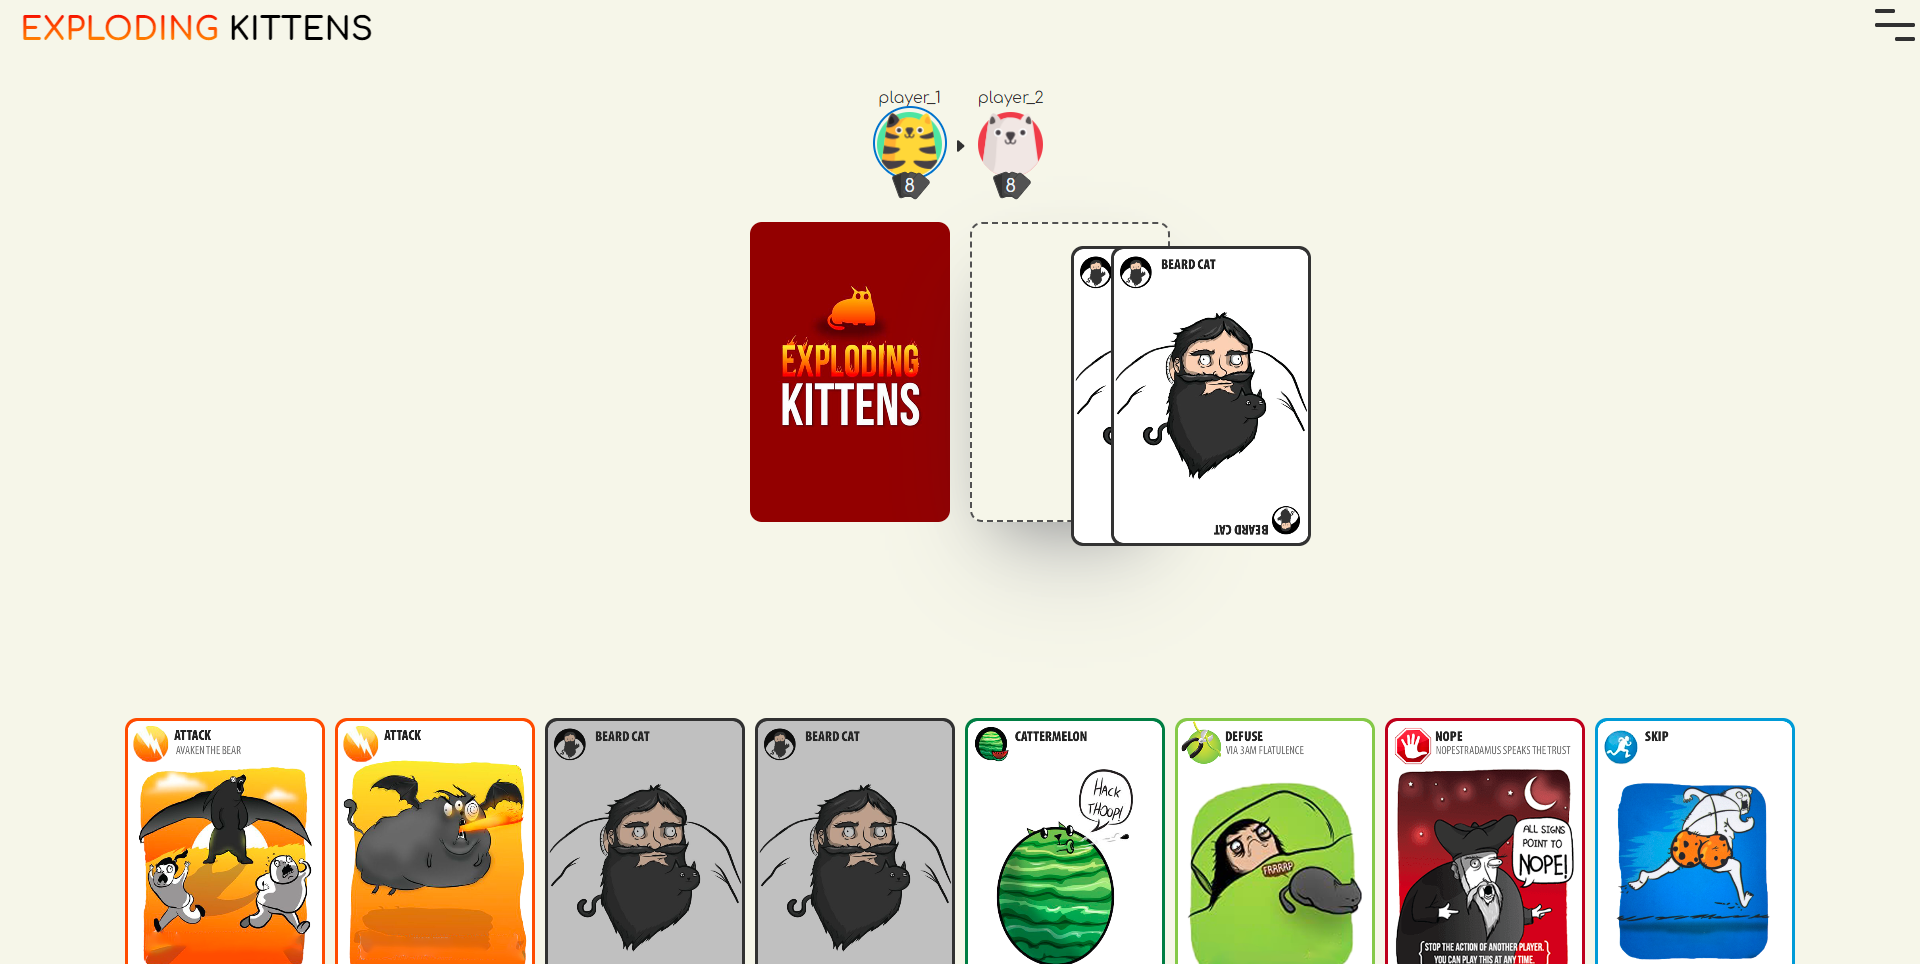 EXPLODING KITTENS
player_1
player_2
8
8
EXPLODING
KITTENS
BEARD CAT
BEARD CAT
ATTACK
AVAKEN THE BEAR
ATTACK
BEARD CAT
BEARD CAT
CATTERMELON
HACK
THOOP!
DEFUSE
VIA 3AM FLATULENCE
FRRRRP
NOPE
NOPESTRADAMUS SPEAKS THE TRUST
ALL SIGNS
POINT TO
NOPE!
STOP THE ACTION OF ANOTHER PLAYER.
YOU CAN PLAY THIS AT ANY TIME.
SKIP